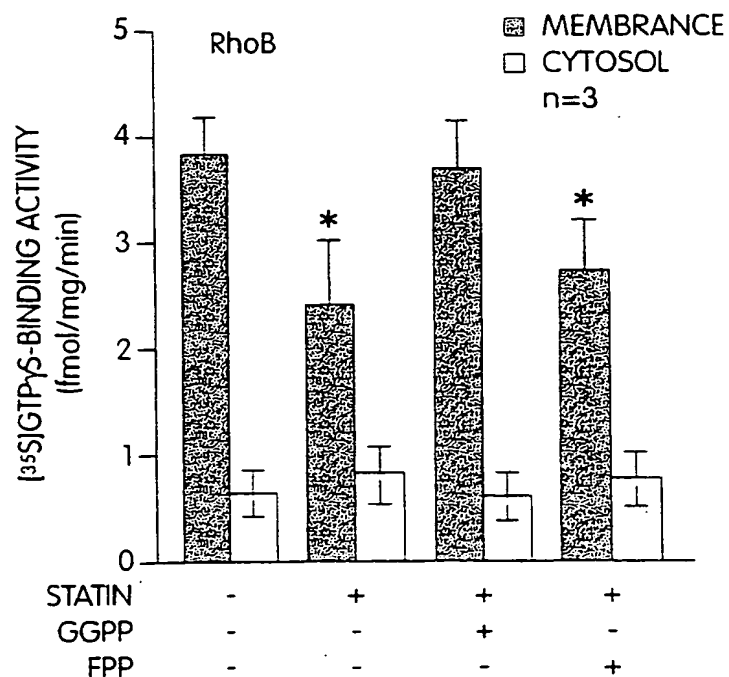 RhoB
MEMBRANCE
CYTOSOL
n=3
[³⁵S]GTPγS-BINDING ACTIVITY
(fmol/mg/min)
5
4
3
2
1
0
*
*
STATIN - + + +
GGPP - - + -
FPP - - - +